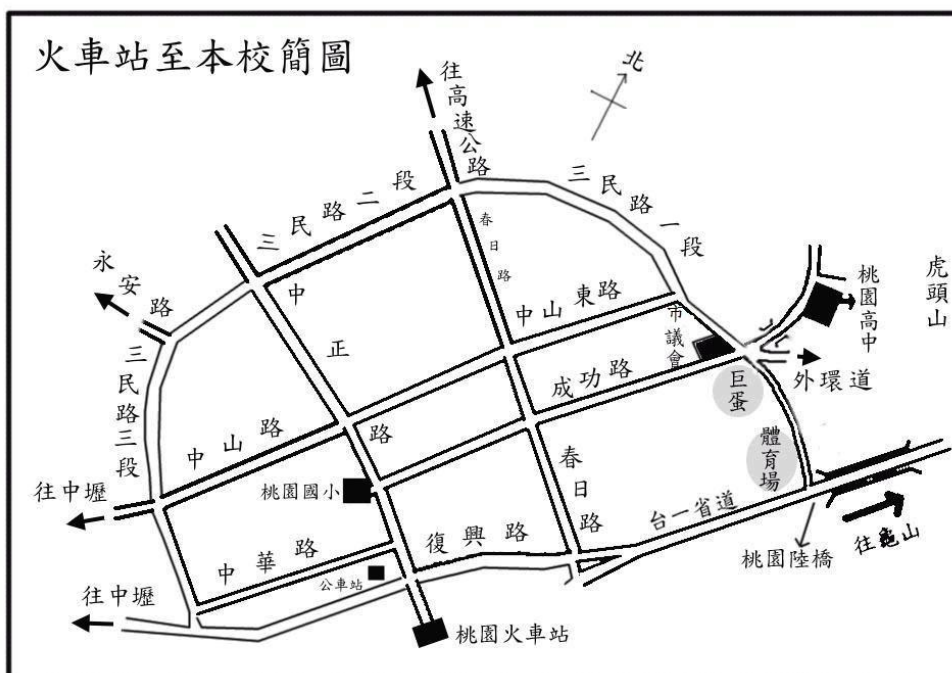 火車站至本校簡圖
北
往高速公路
三民路二段
三民路一段
永安路
春日路
中正路
中山東路
市議會
桃園高中
虎頭山
三民路三段
成功路
巨蛋
外環道
中山路
往中壢
桃園國小
春日路
體育場
台一省道
中華路
復興路
公車站
桃園陸橋
往龜山
往中壢
桃園火車站